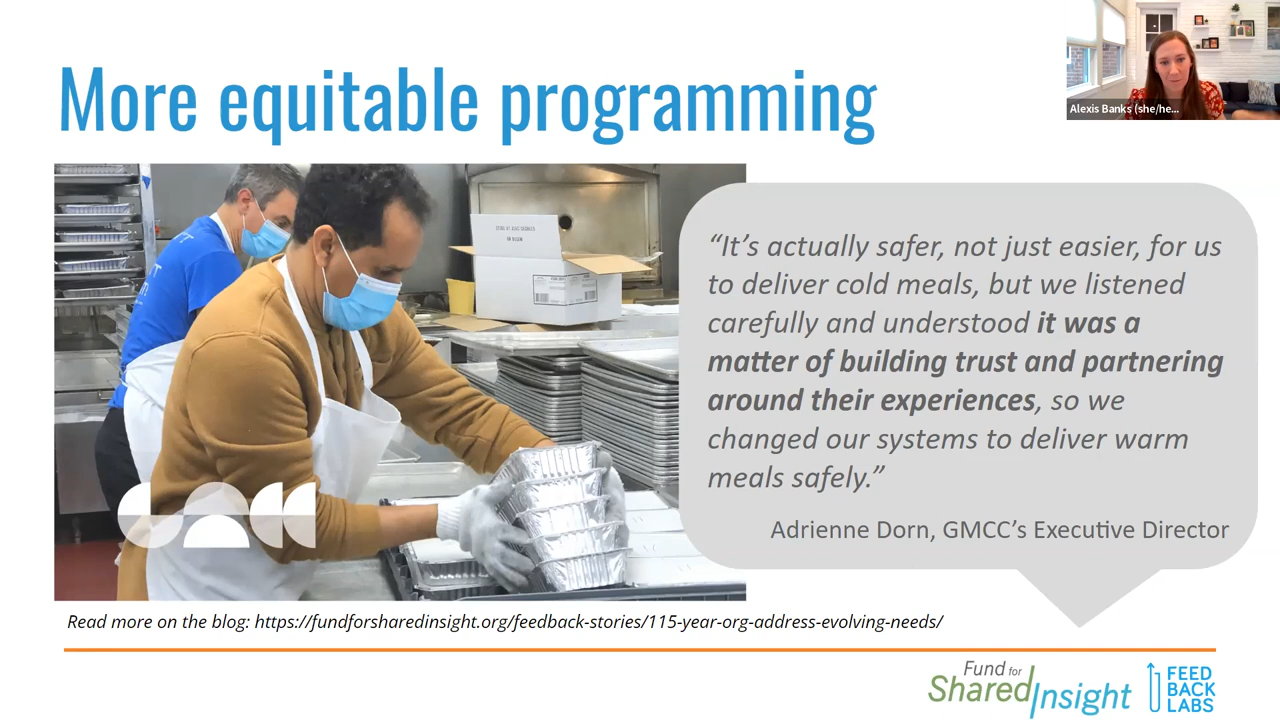 More equitable programming
Alexis Banks (she/he...
“It’s actually safer, not just easier, for us
to deliver cold meals, but we listened
carefully and understood it was a
matter of building trust and partnering
around their experiences, so we
changed our systems to deliver warm
meals safely.”
Adrienne Dorn, GMCC’s Executive Director
Read more on the blog: https://fundforsharedinsight.org/feedback-stories/115-year-org-address-evolving-needs/
Fund for
Shared Insight
FEED
BACK
LABS